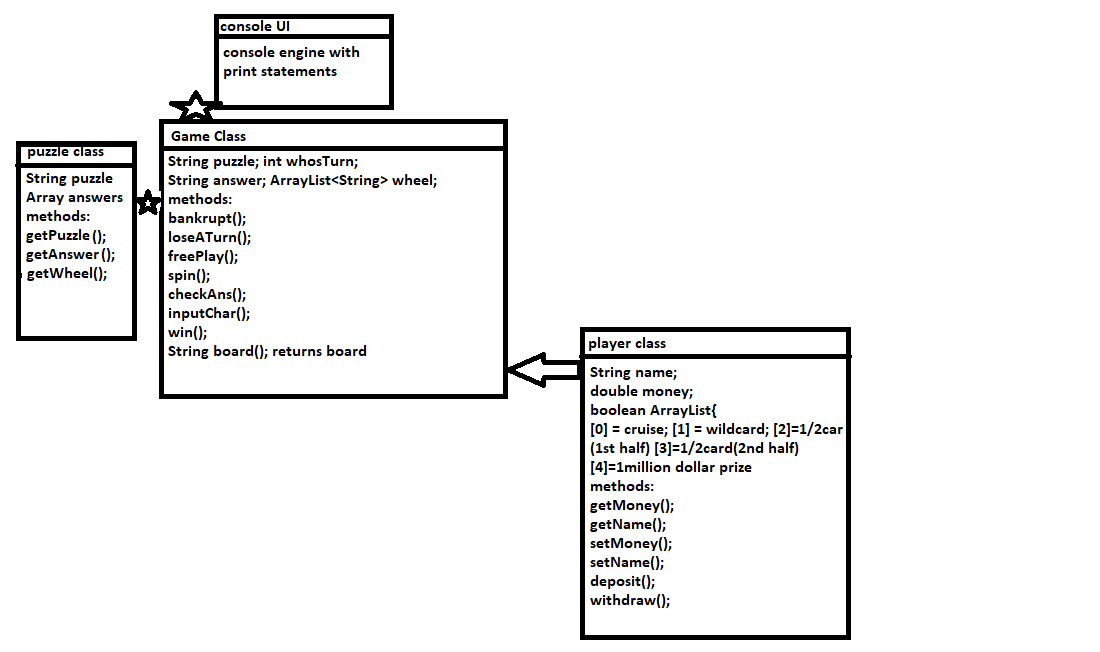 console UI
console engine with
print statements
Game Class
String puzzle; int whosTurn;
String answer; ArrayList<String> wheel;
methods:
bankrupt();
loseATurn();
freePlay();
spin();
checkAns();
inputChar();
win();
String board(); returns board
puzzle class
String puzzle
Array answers
methods:
getPuzzle();
getAnswer();
getWheel();
player class
String name;
double money;
boolean ArrayList{
[0] = cruise; [1] = wildcard; [2]=1/2car
(1st half) [3]=1/2card(2nd half)
[4]=1million dollar prize
methods:
getMoney();
getName();
setMoney();
setName();
deposit();
withdraw();